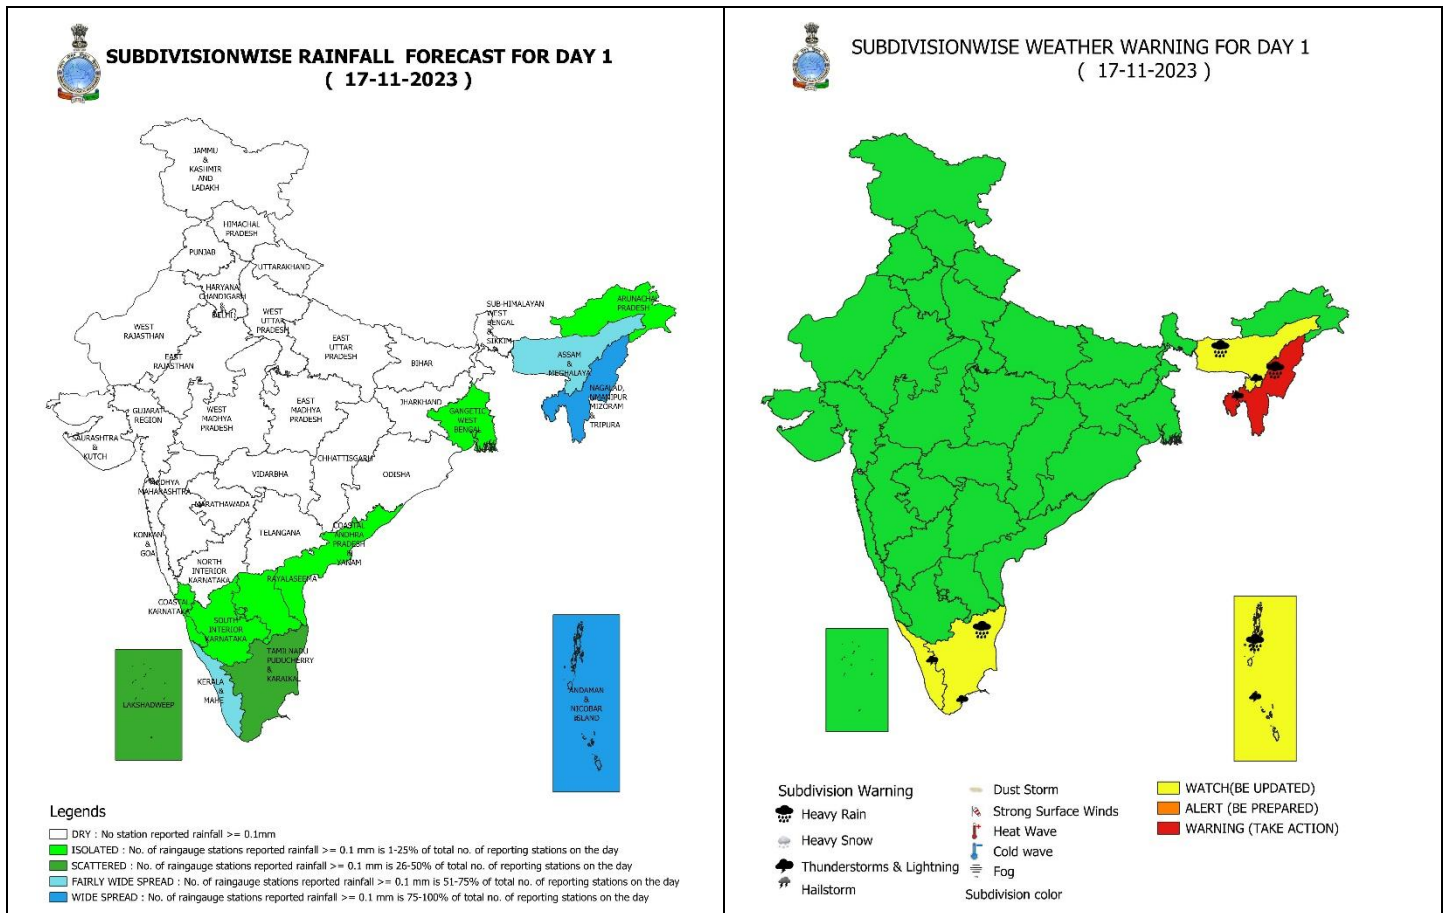 SUBDIVISIONWISE RAINFALL FORECAST FOR DAY 1
( 17-11-2023 )
JAMMU
&
KASHMIR
AND
LADAKH
HIMACHAL
PRADESH
PUNJAB
UTTARAKHAND
HARYANA
CHANDIGARH
&
DELHI
WEST
UTTAR
PRADESH
WEST
RAJASTHAN
EAST
RAJASTHAN
EAST
UTTAR
PRADESH
BIHAR
SUB-HIMALAYAN
WEST
BENGAL
&
SIKKIM
ARUNACHAL
PRADESH
ASSAM
&
MEGHALAYA
NAGALAD,
MANIPUR
MIZORAM
&
TRIPURA
JHARKHAND
GANGETIC
WEST
BENGAL
GUJARAT
REGION
WEST
MADHYA
PRADESH
EAST
MADHYA
PRADESH
SAURASHTRA
&
KUTCH
CHHATTISGARH
ODISHA
VIDARBHA
MADHYA
MAHARASHTRA
MARATHAWADA
TELANGANA
COASTAL
ANDHRA
PRADESH
&
YANAM
KONKAN
&
GOA
NORTH
INTERIOR
KARNATAKA
RAYALASEEMA
COASTAL
KARNATAKA
SOUTH
INTERIOR
KARNATAKA
TAMILNADU
PUDUCHERRY
&
KARAIKAL
KERALA
&
MAHE
LAKSHADWEEP
ANDAMAN
&
NICOBAR
ISLAND
Legends
DRY : No station reported rainfall >= 0.1mm
ISOLATED : No. of raingauge stations reported rainfall >= 0.1 mm is 1-25% of total no. of reporting stations on the day
SCATTERED : No. of raingauge stations reported rainfall >= 0.1 mm is 26-50% of total no. of reporting stations on the day
FAIRLY WIDE SPREAD : No. of raingauge stations reported rainfall >= 0.1 mm is 51-75% of total no. of reporting stations on the day
WIDE SPREAD : No. of raingauge stations reported rainfall >= 0.1 mm is 75-100% of total no. of reporting stations on the day
SUBDIVISIONWISE WEATHER WARNING FOR DAY 1
( 17-11-2023 )
Subdivision Warning
Heavy Rain
Heavy Snow
Thunderstorms & Lightning
Hailstorm
Dust Storm
Strong Surface Winds
Heat Wave
Cold wave
Fog
Subdivision color
WATCH(BE UPDATED)
ALERT (BE PREPARED)
WARNING (TAKE ACTION)